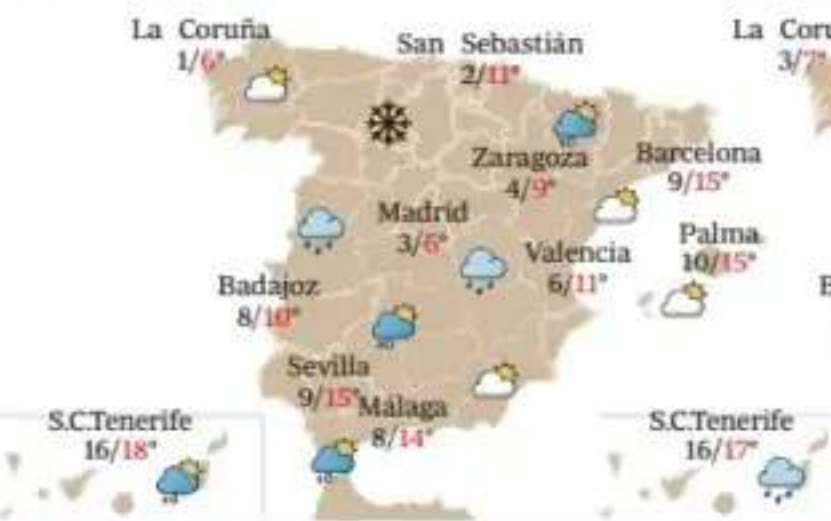 La Coruña
1/6°
San Sebastián
2/11°
La Coru
3/7°
Zaragoza
4/9°
Barcelona
9/15°
Madrid
3/6°
Valencia
6/11°
Palma
10/15°
Badajoz
8/10°
B
Sevilla
9/15°
Málaga
8/14°
S.C.Tenerife
16/18°
S.C.Tenerife
16/17°